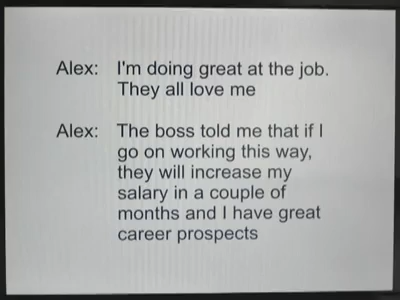 Alex: I'm doing great at the job.
They all love me
Alex: The boss told me that if I
go on working this way,
they will increase my
salary in a couple of
months and I have great
career prospects